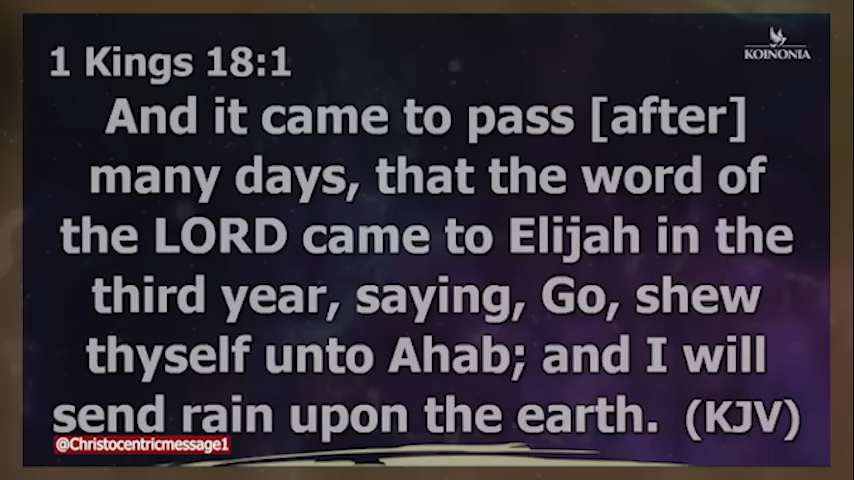 1 Kings 18:1
KOINONIA
And it came to pass [after]
many days, that the word of
the LORD came to Elijah in the
third year, saying, Go, shew
thyself unto Ahab; and I will
send rain upon the earth. (KJV)
@Christocentricmessage1